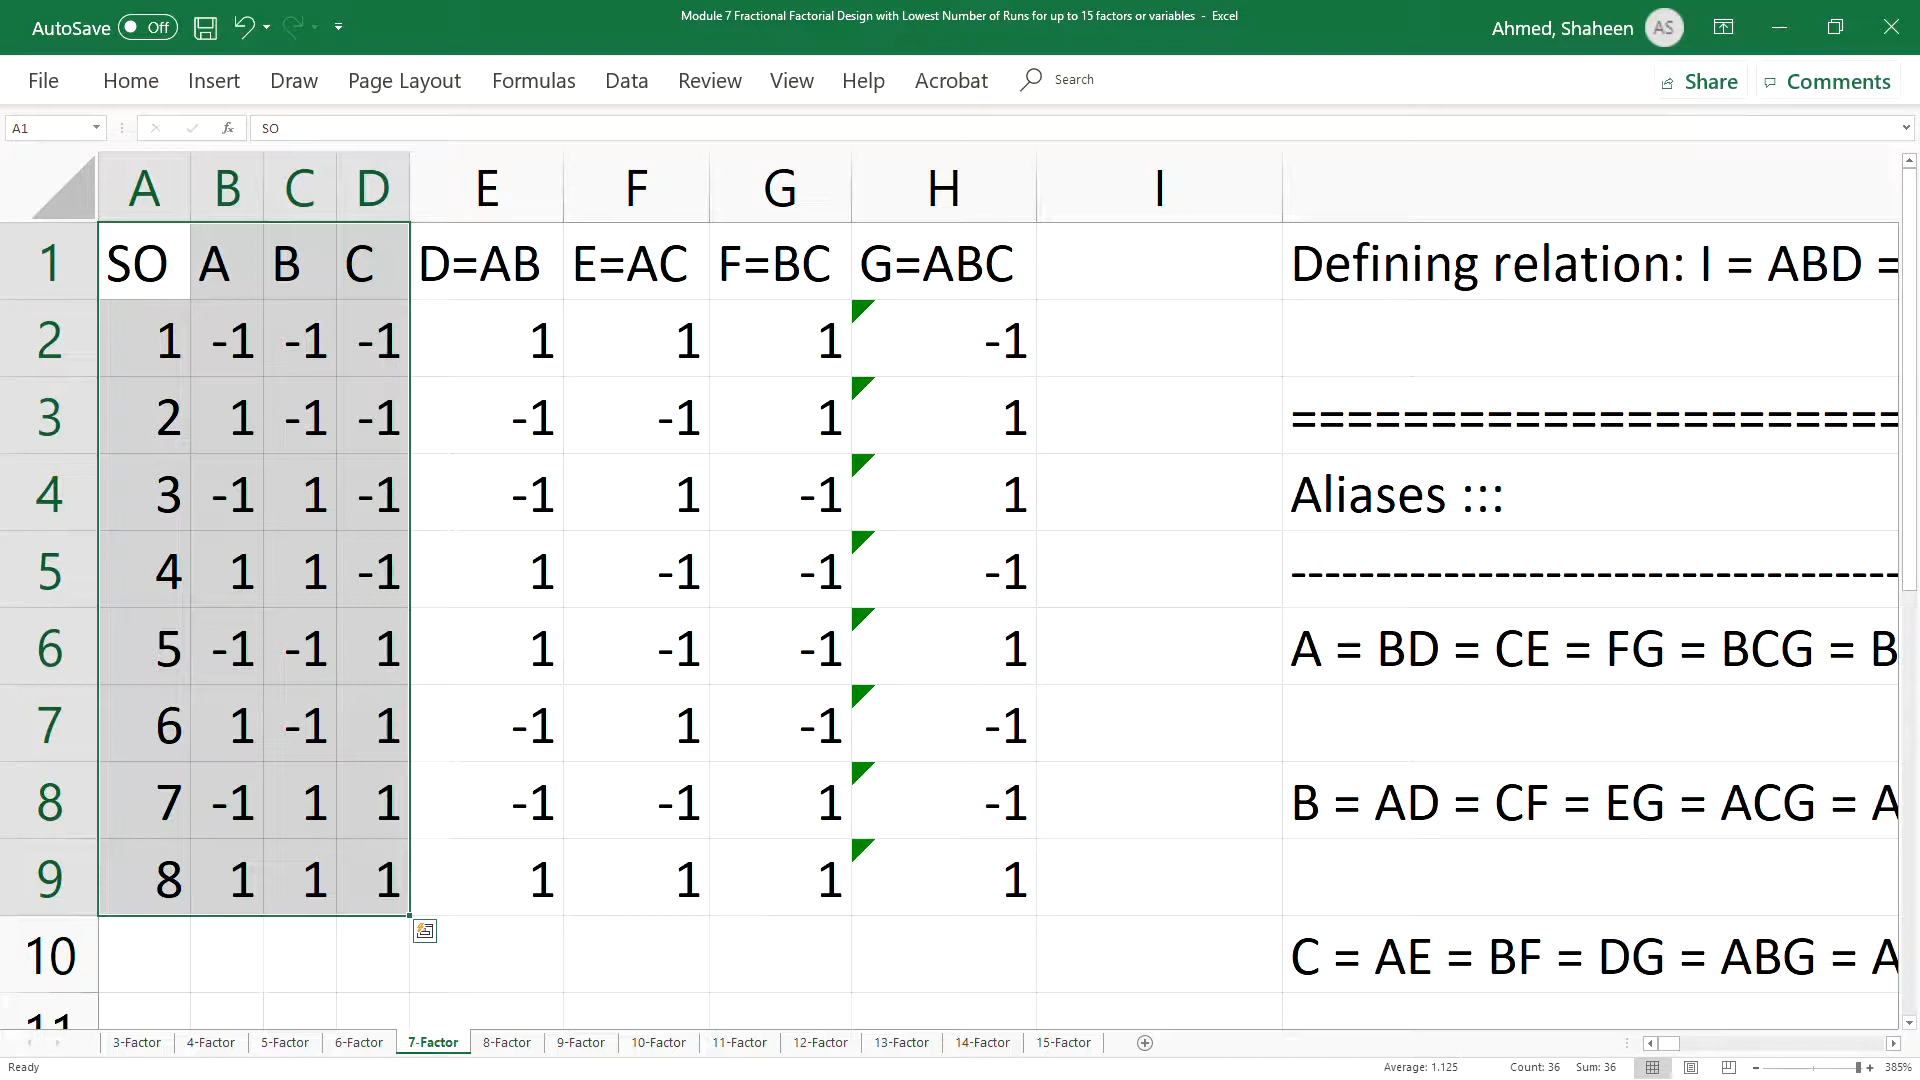 AutoSave Off
Module 7 Fractional Factorial Design with Lowest Number of Runs for up to 15 factors or variables - Excel
Ahmed, Shaheen AS
File Home Insert Draw Page Layout Formulas Data Review View Help Acrobat Search Share Comments
A1 fx SO
A B C D E F G H I
1 SO A B C D=AB E=AC F=BC G=ABC Defining relation: I = ABD =
2 1 -1 -1 -1 1 1 1 -1
3 2 1 -1 -1 -1 -1 1 1 ======================
4 3 -1 1 -1 -1 1 -1 1 Aliases :::
5 4 1 1 -1 1 -1 -1 -1 ------------------------------------
6 5 -1 -1 1 1 -1 -1 1 A = BD = CE = FG = BCG = B
7 6 1 -1 1 -1 1 -1 -1
8 7 -1 1 1 -1 -1 1 -1 B = AD = CF = EG = ACG = A
9 8 1 1 1 1 1 1 1
10 C = AE = BF = DG = ABG = A
11
3-Factor 4-Factor 5-Factor 6-Factor 7-Factor 8-Factor 9-Factor 10-Factor 11-Factor 12-Factor 13-Factor 14-Factor 15-Factor
Ready Average: 1.125 Count: 36 Sum: 36 385%